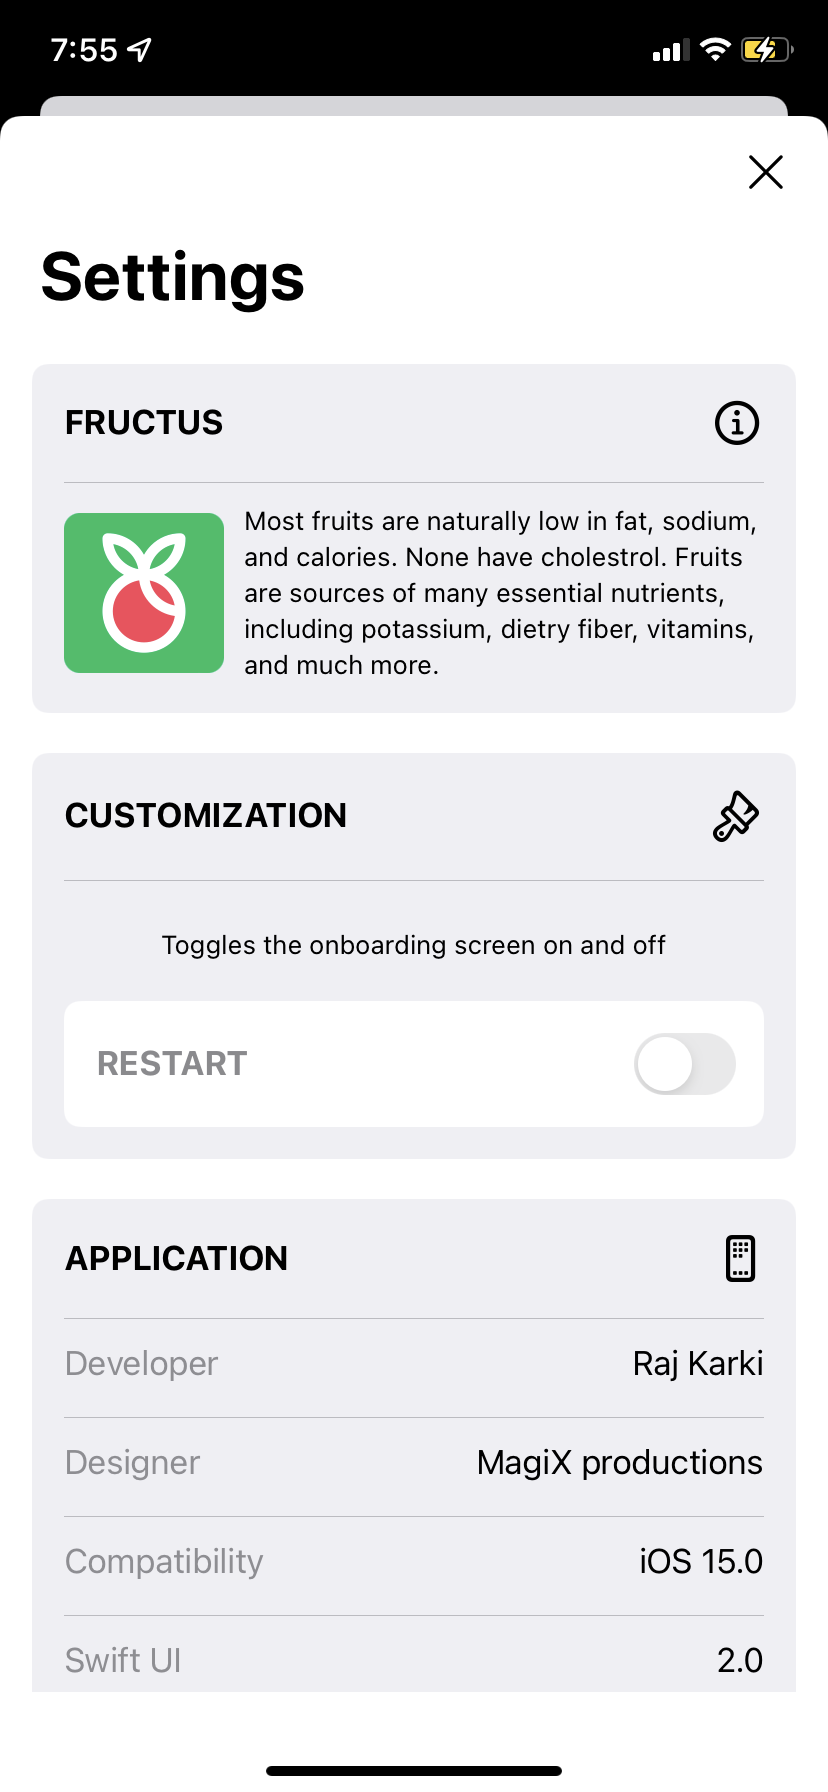 7:55
Settings
FRUCTUS
Most fruits are naturally low in fat, sodium,
and calories. None have cholestrol. Fruits
are sources of many essential nutrients,
including potassium, dietry fiber, vitamins,
and much more.
CUSTOMIZATION
Toggles the onboarding screen on and off
RESTART
APPLICATION
Developer Raj Karki
Designer MagiX productions
Compatibility iOS 15.0
Swift UI 2.0